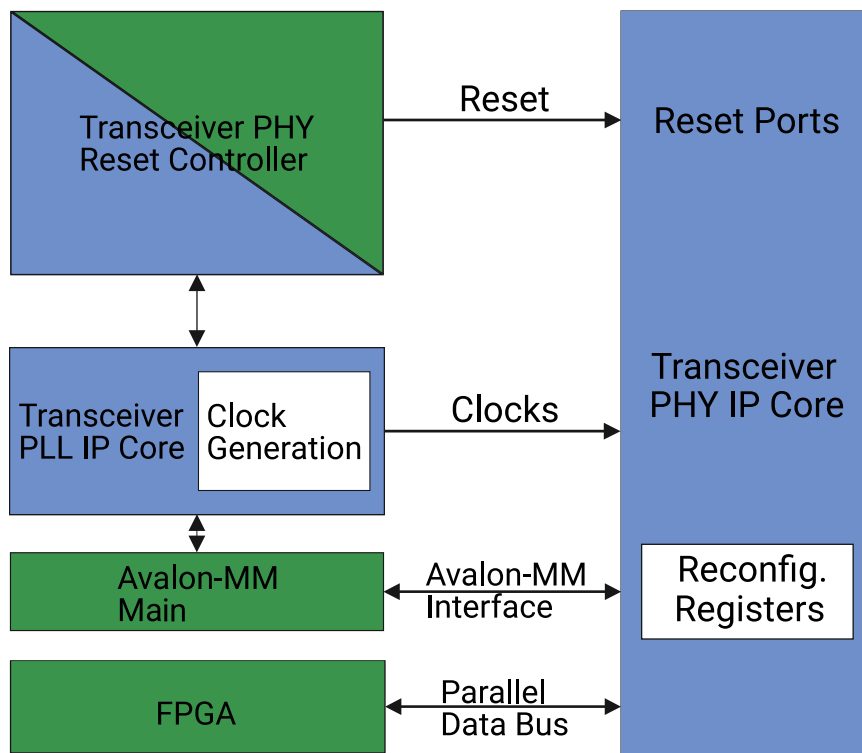 Transceiver PHY
Reset Controller
Reset
Reset Ports
Transceiver
PLL IP Core
Clock
Generation
Clocks
Transceiver
PHY IP Core
Avalon-MM
Main
Avalon-MM
Interface
Reconfig.
Registers
FPGA
Parallel
Data Bus